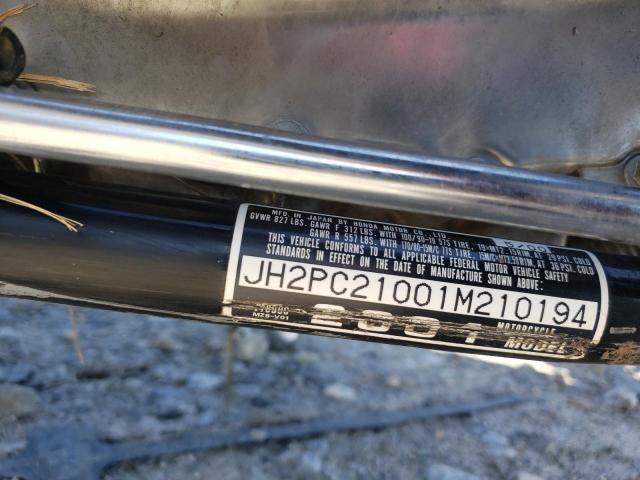 MFD. IN JAPAN BY HONDA MOTOR CO., LTD.
GVWR 827 LBS. GAWR F 312 LBS. WITH 100/90-19 57S TIRE,
GAWR R 557 LBS. WITH 170/80-15M/C 77S TIRE,
THIS VEHICLE CONFORMS TO ALL APPLICABLE FEDERAL MOTOR VEHICLE SAFETY
STANDARDS IN EFFECT ON THE DATE OF MANUFACTURE SHOWN ABOVE:
JH2PC21001M210194
MZ8-V01
2001 MOTORCYCLE
MODEL